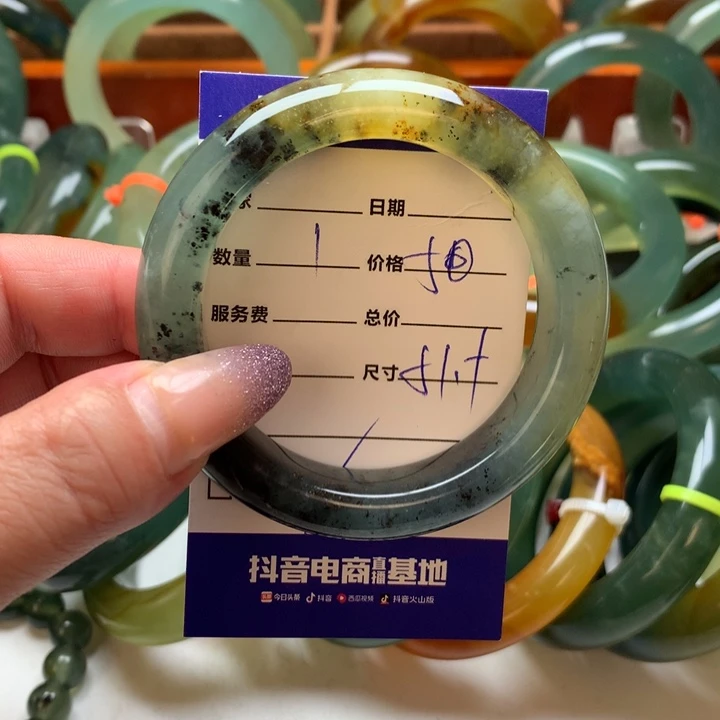 家 日期
数量 1 价格 50
服务费 总价
尺寸 51.5
抖音电商直播基地
今日头条 抖音 西瓜视频 抖音火山版